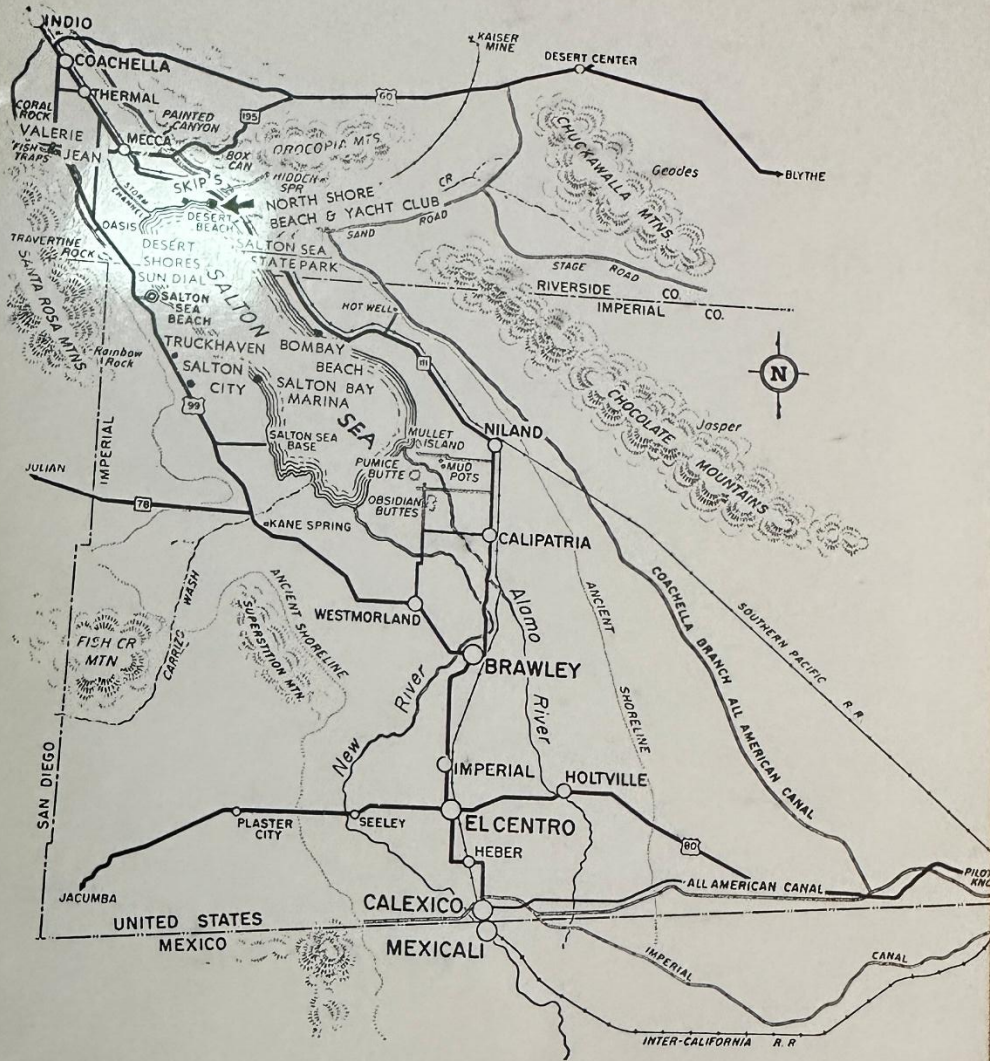 INDIO
COACHELLA
THERMAL
CORAL
ROCK
VALERIE
JEAN
FISH
TRAPS
PAINTED
CANYON
MECCA
195
60
KAISER
MINE
DESERT CENTER
BLYTHE
BOX
CAN
OROCOPIA MTS
CHUCKAWALLA MTNS
Geodes
SKIP'S
HIDDEN
SPR
STORM
CHANNEL
NORTH SHORE
BEACH & YACHT CLUB
DESERT
BEACH
CR
SAND
ROAD
OASIS
TRAVERTINE
ROCK
DESERT
SHORES
SUN DIAL
SALTON SEA
STATE PARK
STAGE ROAD
RIVERSIDE CO.
IMPERIAL CO.
SANTA ROSA MTNS
SALTON
SEA
BEACH
HOT WELL
SALTON
SEA
Rainbow
Rock
TRUCKHAVEN
BOMBAY
BEACH
111
SALTON
CITY
SALTON BAY
MARINA
N
99
CHOCOLATE MOUNTAINS
Jasper
IMPERIAL
SALTON SEA
BASE
MULLET
ISLAND
NILAND
PUMICE
BUTTE
MUD
POTS
OBSIDIAN
BUTTES
JULIAN
78
KANE SPRING
CALIPATRIA
CARRIZO WASH
ANCIENT SHORELINE
SUPERSTITION MTN.
FISH CR
MTN
WESTMORLAND
Alamo
River
ANCIENT
SHORELINE
COACHELLA BRANCH ALL AMERICAN CANAL
SOUTHERN PACIFIC R. R.
BRAWLEY
New River
SAN DIEGO
IMPERIAL
HOLTVILLE
PLASTER
CITY
SEELEY
EL CENTRO
80
HEBER
JACUMBA
CALEXICO
ALL AMERICAN CANAL
PILOT
UNITED STATES
MEXICO
MEXICALI
IMPERIAL CANAL
INTER-CALIFORNIA R.R